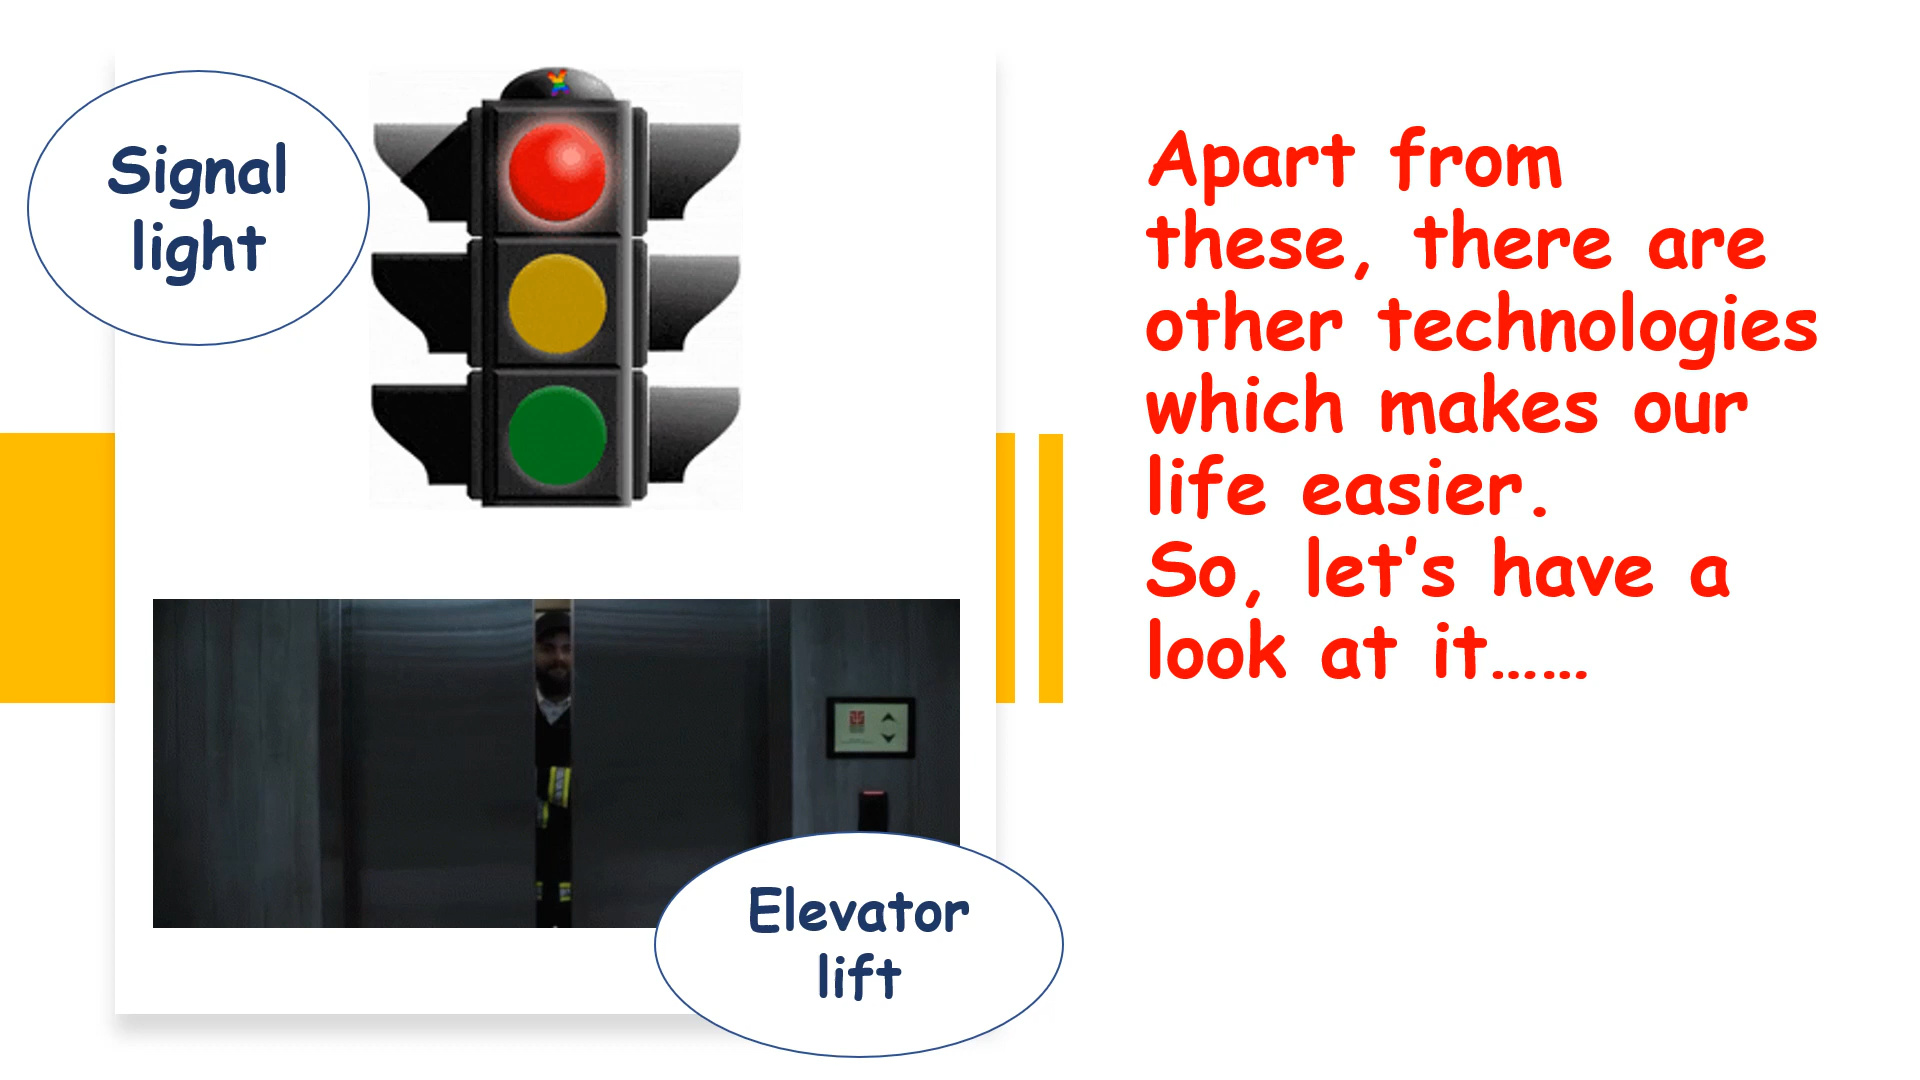 Signal
light
Apart from
these, there are
other technologies
which makes our
life easier.
So, let’s have a
look at it……
Elevator
lift